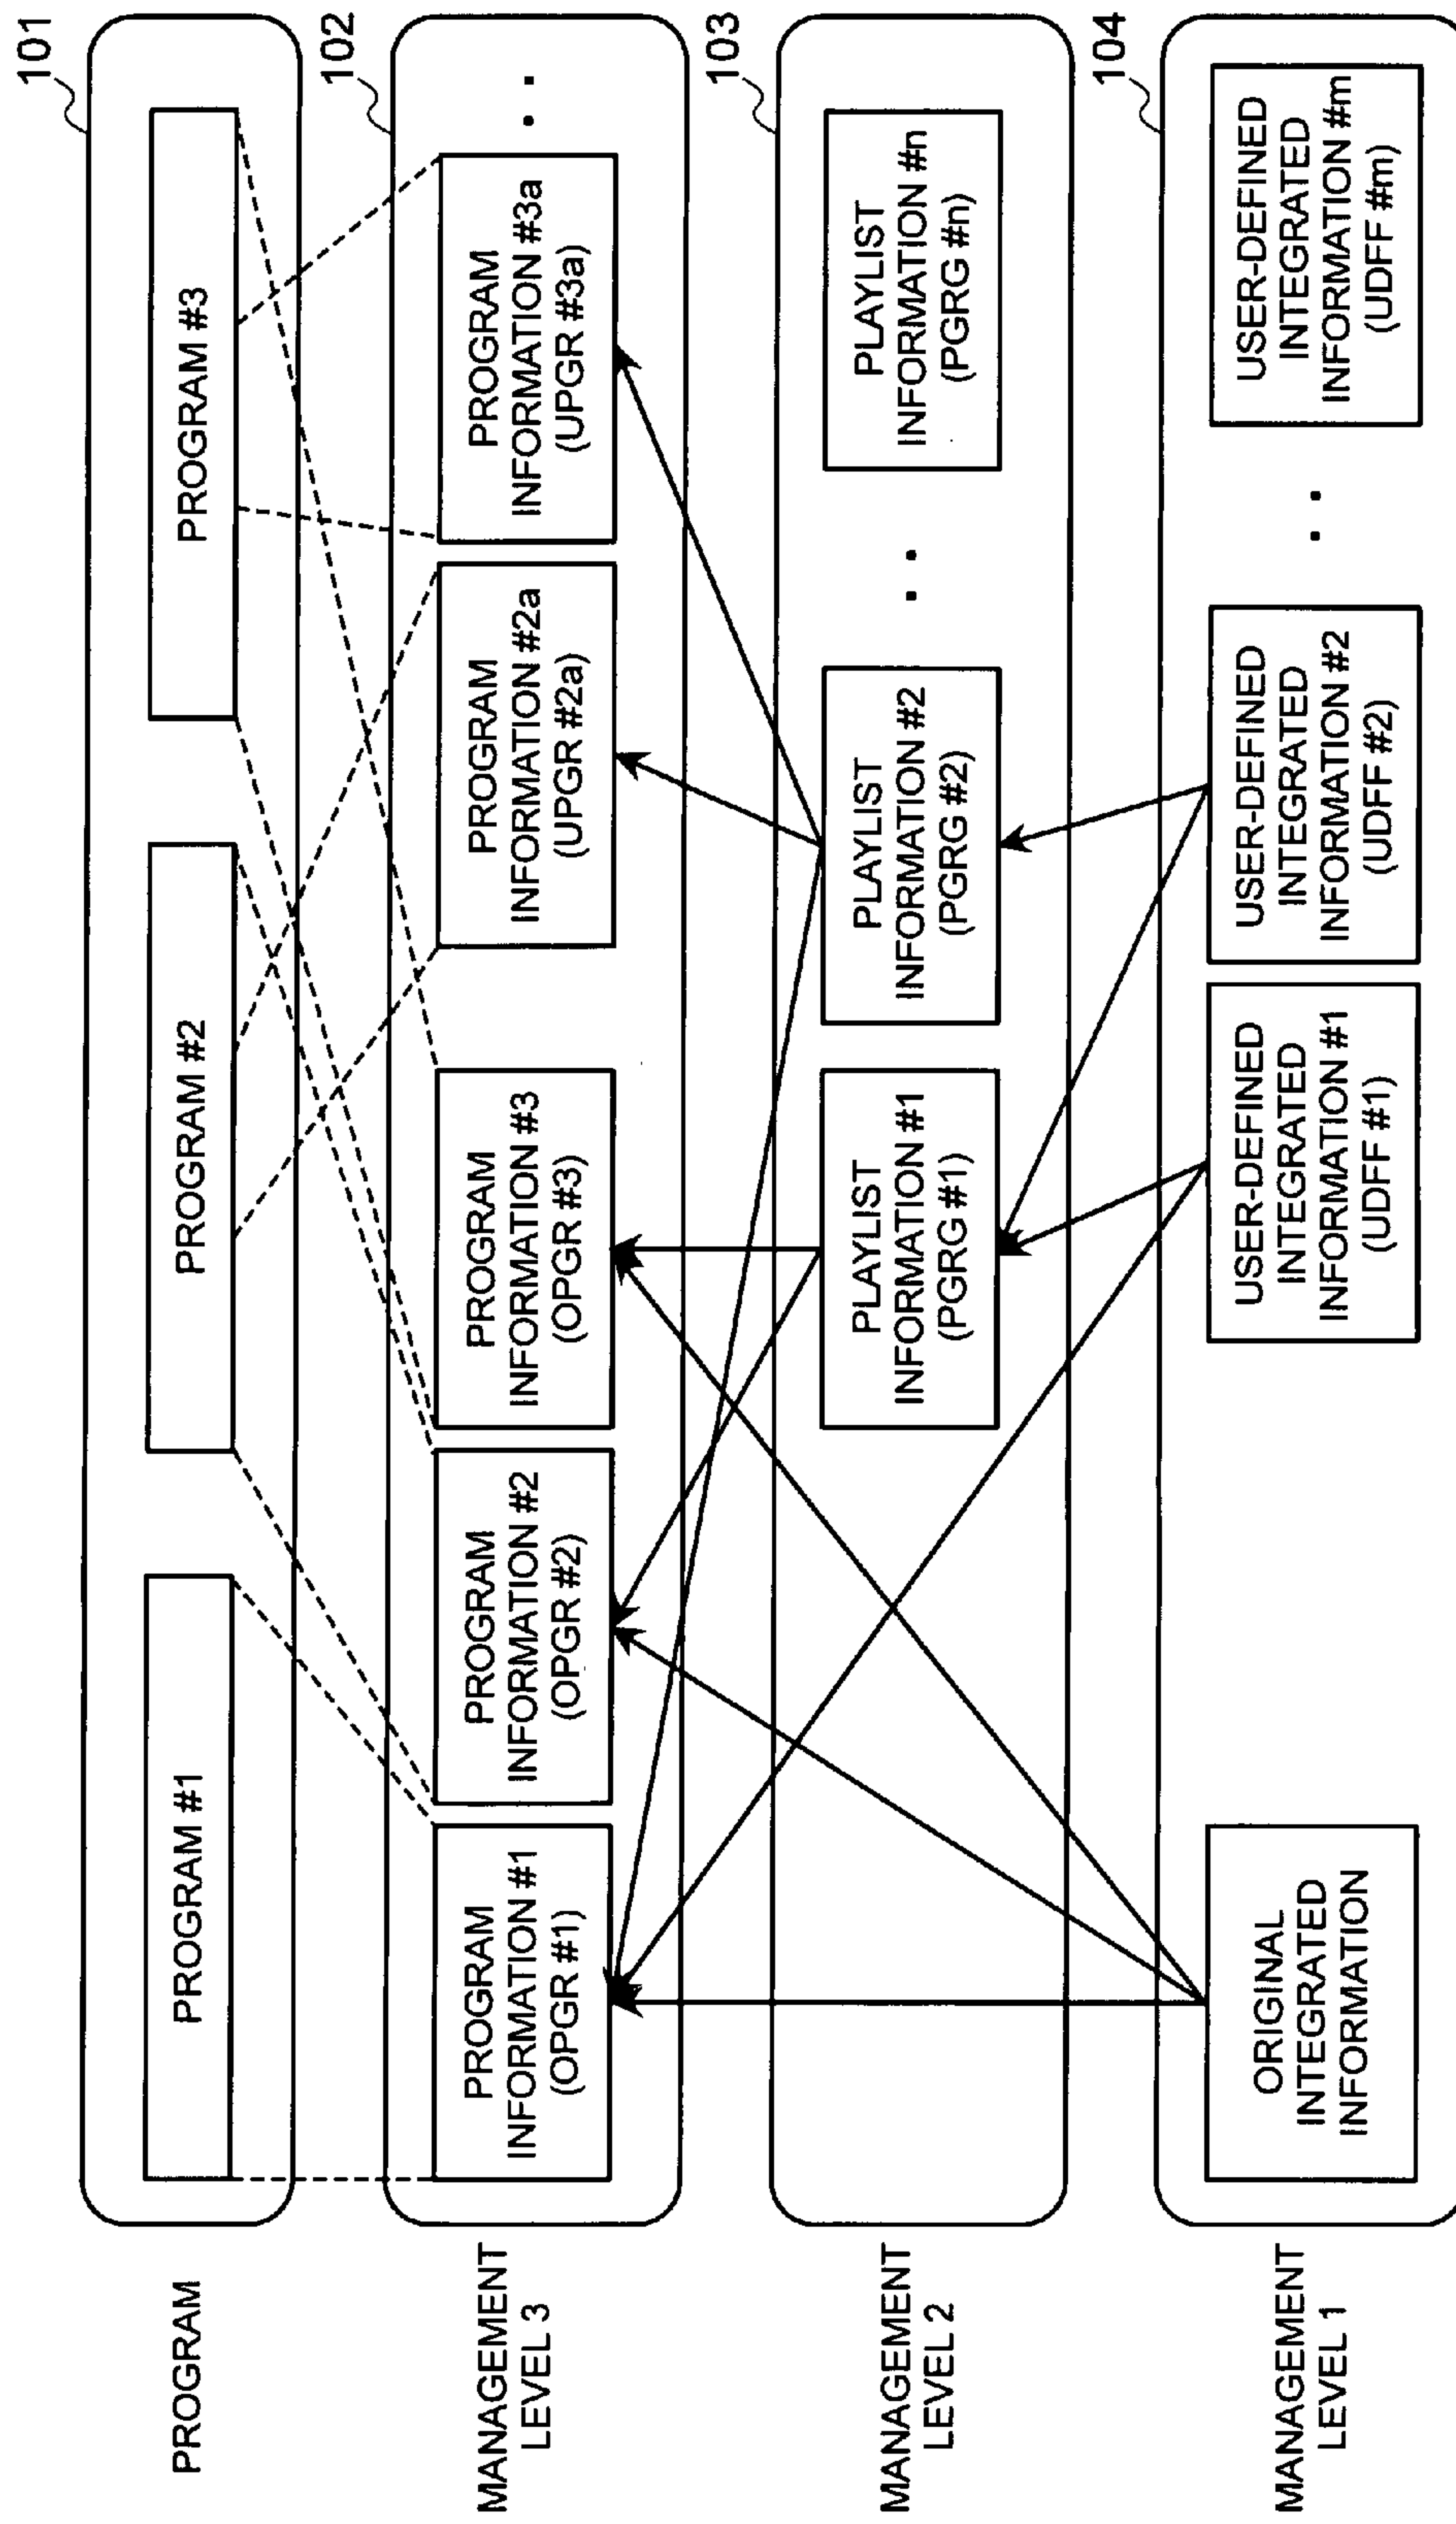 PROGRAM
101
PROGRAM #1
PROGRAM #2
PROGRAM #3
MANAGEMENT
LEVEL 3
102
PROGRAM
INFORMATION #1
(OPGR #1)
PROGRAM
INFORMATION #2
(OPGR #2)
PROGRAM
INFORMATION #3
(OPGR #3)
PROGRAM
INFORMATION #2a
(UPGR #2a)
PROGRAM
INFORMATION #3a
(UPGR #3a)
. .
MANAGEMENT
LEVEL 2
103
PLAYLIST
INFORMATION #1
(PGRG #1)
PLAYLIST
INFORMATION #2
(PGRG #2)
. .
PLAYLIST
INFORMATION #n
(PGRG #n)
MANAGEMENT
LEVEL 1
104
ORIGINAL
INTEGRATED
INFORMATION
USER-DEFINED
INTEGRATED
INFORMATION #1
(UDFF #1)
USER-DEFINED
INTEGRATED
INFORMATION #2
(UDFF #2)
. .
USER-DEFINED
INTEGRATED
INFORMATION #m
(UDFF #m)